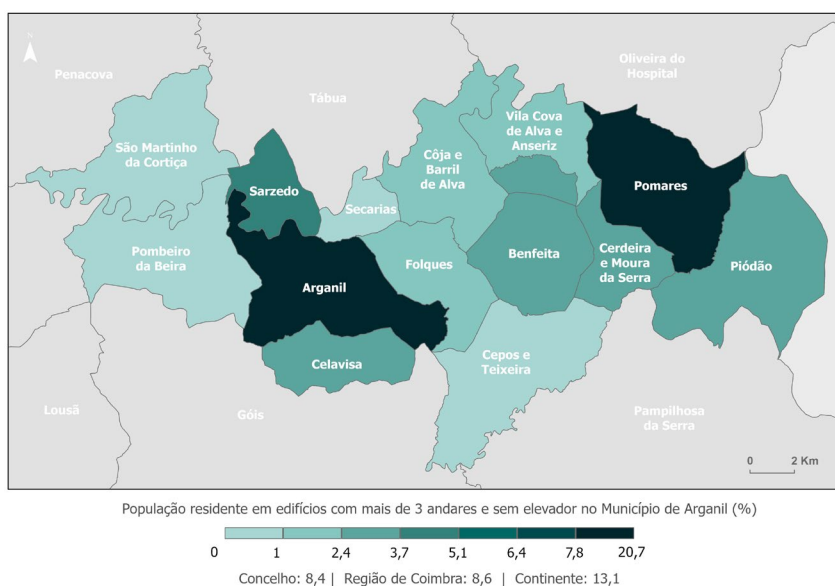 N
Penacova
Oliveira do
Hospital
Tábua
São Martinho
da Cortiça
Vila Cova
de Alva e
Anseriz
Côja e
Barril
de Alva
Sarzedo
Pomares
Secarias
Pombeiro
da Beira
Folques
Benfeita
Cerdeira
e Moura
da Serra
Piódão
Arganil
Celavisa
Cepos e
Teixeira
Lousã
Góis
Pampilhosa
da Serra
0 2 Km
População residente em edifícios com mais de 3 andares e sem elevador no Município de Arganil (%)
0 1 2,4 3,7 5,1 6,4 7,8 20,7
Concelho: 8,4 | Região de Coimbra: 8,6 | Continente: 13,1